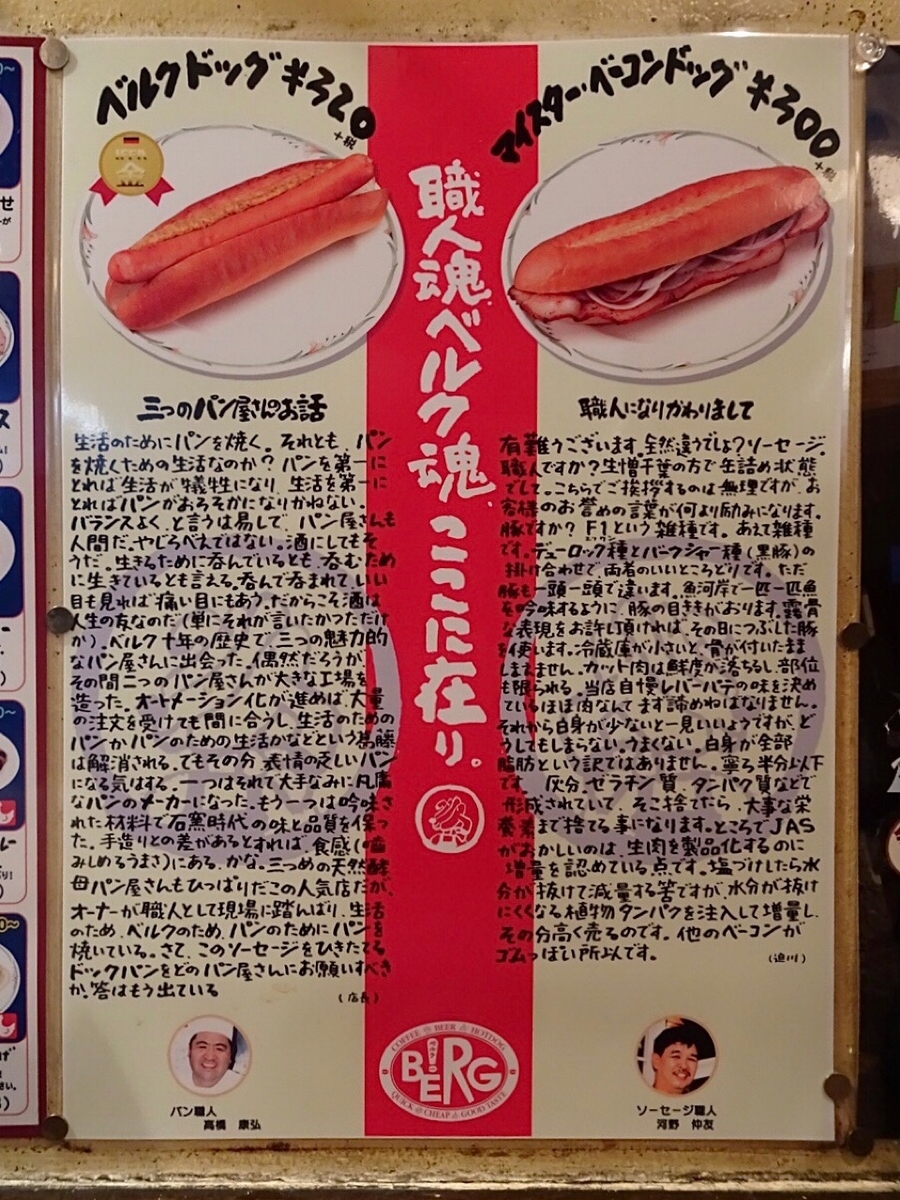 ベルクドッグ ¥320
+税
マイスター・ベーコンドッグ ¥300
+税
職人魂ベルク魂ここに在り。
三つのパン屋さんのお話
生活のためにパンを焼く。それとも、パン
を焼くための生活なのか?パンを第一に
とれば生活が犠牲になり、生活を第一に
とればパンがおろそかになりかねない。
バランスよく、と言うは易しで、パン屋さんも
人間だ。やじろべえではない。酒にしてもそ
うだ。生きるために呑んでいるとも、呑むため
に生きているとも言える。呑んで呑まれて、いい
目も見れば痛い目にもあう。だからこそ酒は
人生の友なのだ(単にそれが言いたかっただけ
か)。ベルク十年の歴史で、三つの魅力的
なパン屋さんに出会った。偶然だろうが、
その間二つのパン屋さんが大きな工場を
造った。オートメーション化が進めば、大量
の注文を受けても間に合うし、生活のための
パンかパンのための生活かなどという葛藤
は解消される。でもその分、表情の乏しいパン
になる気はする。一つはそれで大手なみに凡庸
なパンのメーカーになった。もう一つは吟味さ
れた材料で石窯時代の味と品質を保っ
た。手造りとの差があるとすれば、食感(噛
みしめるうまさ)にある、かな。三つめの天然酵
母パン屋さんもひっぱりだこの人気店だが、
オーナーが職人として現場に踏んばり、生活
のため、ベルクのため、パンのためにパンを
焼いている。さて、このソーセージをひきたてる
ドックパンをどのパン屋さんにお願いすべき
か。答はもう出ている
(店長)
職人になりかわりまして
有難うございます。全然違うでしょ?ソーセージ
職人ですか?生憎千葉の方で缶詰め状態
でして。こちらでご挨拶するのは無理ですが、お
客様のお誉めの言葉が何より励みになります。
豚ですか?F1という雑種です。あえて雑種
です。デュロック種とバークシャー種(黒豚)の
掛け合わせで、両者のいいところどりです。ただ
豚も一頭一頭で違います。魚河岸で一匹一匹魚
を吟味するように、豚の目ききがおります。露骨
な表現をお許し頂ければ、その日につぶした豚
を使います。冷蔵庫が小さいと、骨が付いたまま
しまえません。カット肉は鮮度が落ちるし、部位
も限られる。当店自慢レバーパテの味を決め
ているほほ肉なんてまず諦めねばなりません。
それから白身が少ないと一見いいようですが、ど
うしてもしまらない。うまくない。白身が全部
脂肪という訳ではありません。寧ろ半分以下
です。灰分、ゼラチン質、タンパク質などで
形成されていて、そこ捨てたら、大事な栄
養素まで捨てる事になります。ところでJAS
がおかしいのは、生肉を製品化するのに
増量を認めている点です。塩づけしたら水
分が抜けて減量する筈ですが、水分が抜け
にくくなる植物タンパクを注入して増量し、
その分高く売るのです。他のベーコンが
ゴムっぽい所以です。
(迫川)
パン職人
高橋 康弘
COFFEE BEER HOTDOG
ベルク
BERG
QUICK CHEAP GOOD TASTE
ソーセージ職人
河野 仲友